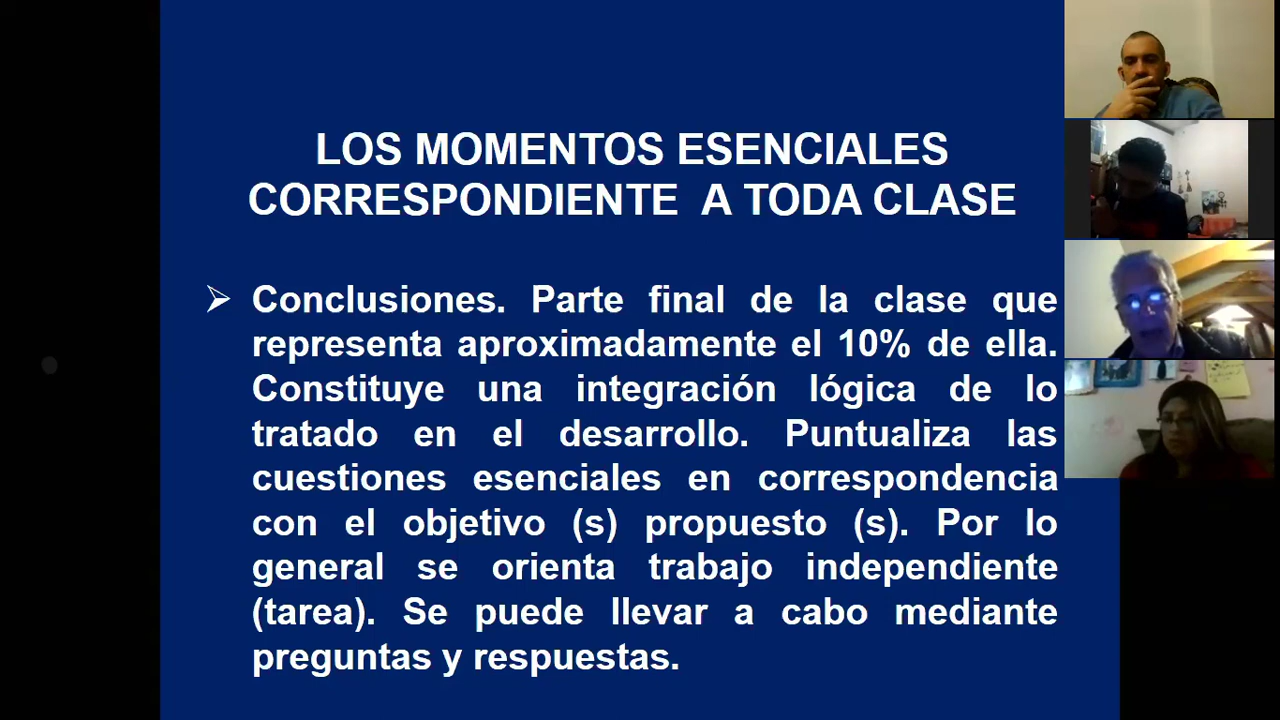 LOS MOMENTOS ESENCIALES
CORRESPONDIENTE A TODA CLASE
➢ Conclusiones. Parte final de la clase que
representa aproximadamente el 10% de ella.
Constituye una integración lógica de lo
tratado en el desarrollo. Puntualiza las
cuestiones esenciales en correspondencia
con el objetivo (s) propuesto (s). Por lo
general se orienta trabajo independiente
(tarea). Se puede llevar a cabo mediante
preguntas y respuestas.